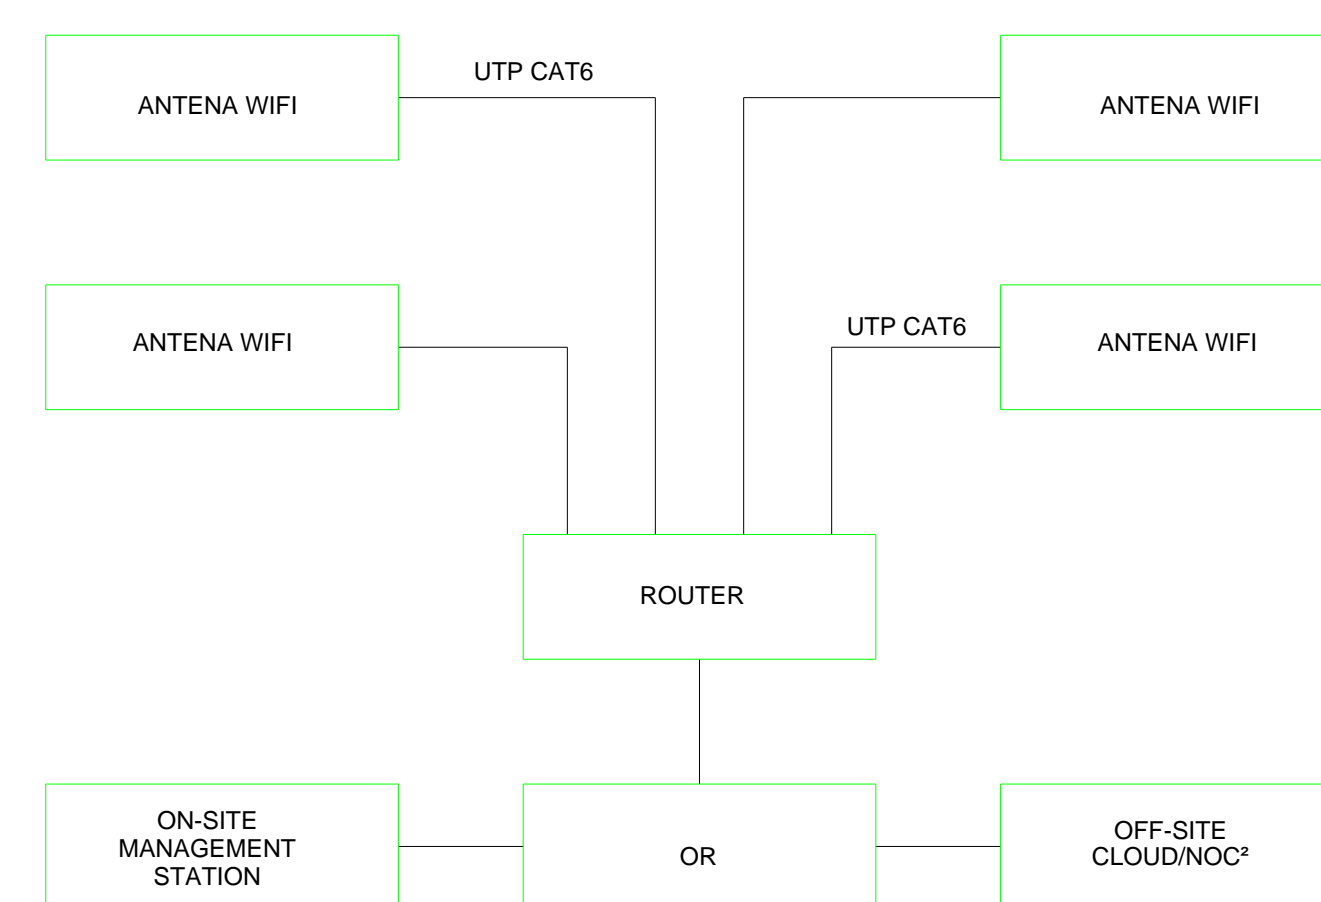 UTP CAT6
ANTENA WIFI
ANTENA WIFI
UTP CAT6
ANTENA WIFI
ANTENA WIFI
ROUTER
ON-SITE
MANAGEMENT
STATION
OR
OFF-SITE
CLOUD/NOC²